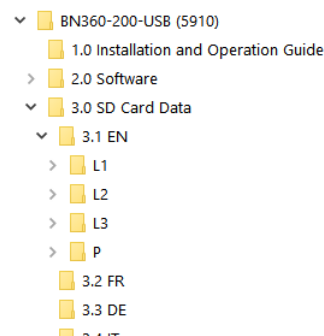 BN360-200-USB (5910)
1.0 Installation and Operation Guide
2.0 Software
3.0 SD Card Data
3.1 EN
L1
L2
L3
P
3.2 FR
3.3 DE